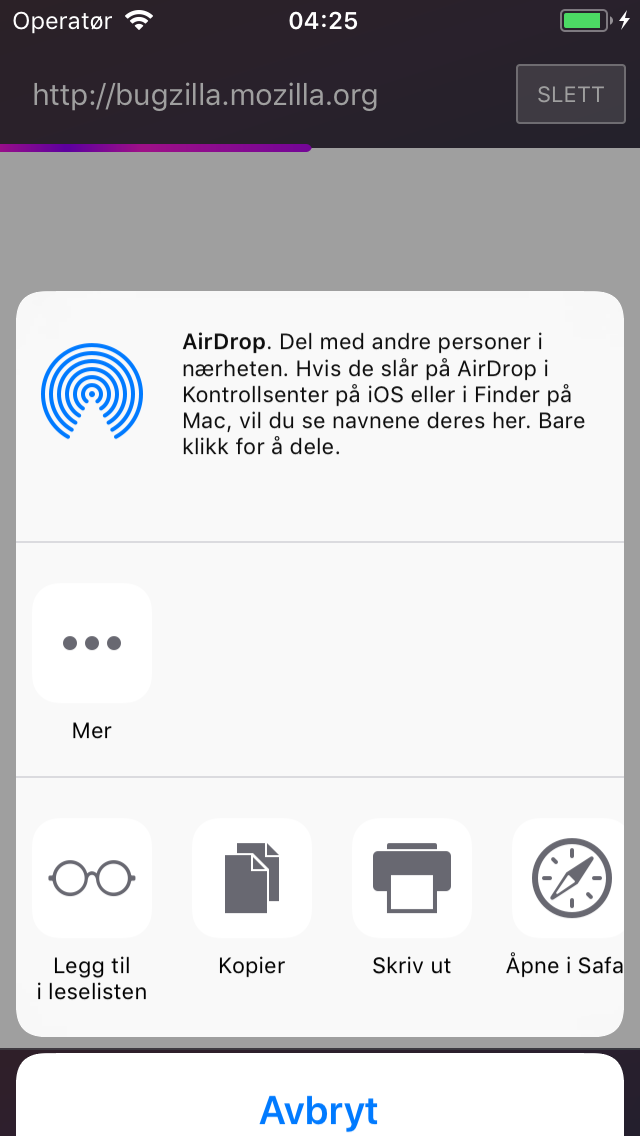 Operatør
04:25
http://bugzilla.mozilla.org
SLETT
AirDrop. Del med andre personer i
nærheten. Hvis de slår på AirDrop i
Kontrollsenter på iOS eller i Finder på
Mac, vil du se navnene deres her. Bare
klikk for å dele.
Mer
Legg til
i leselisten
Kopier
Skriv ut
Åpne i Safa
Avbryt